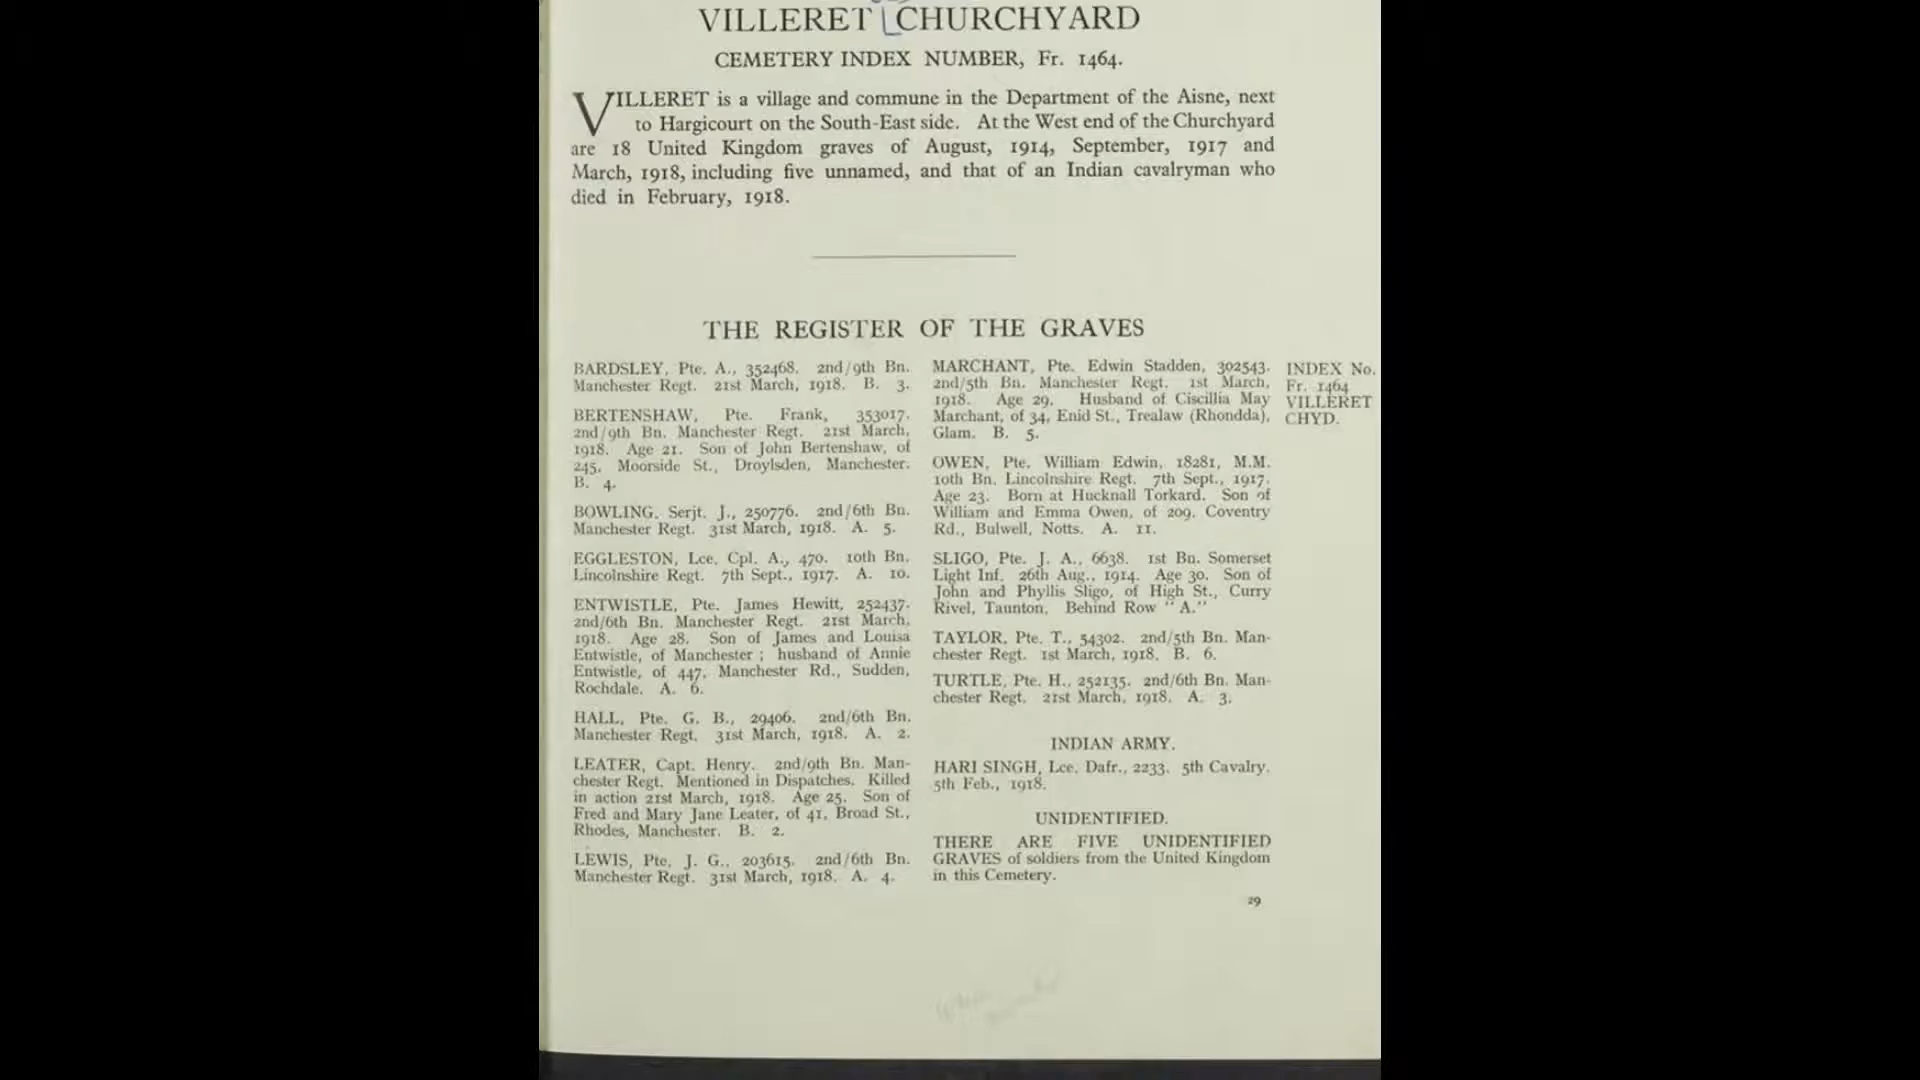 VILLERET CHURCHYARD
CEMETERY INDEX NUMBER, Fr. 1464.
VILLERET is a village and commune in the Department of the Aisne, next
to Hargicourt on the South-East side. At the West end of the Churchyard
are 18 United Kingdom graves of August, 1914, September, 1917 and
March, 1918, including five unnamed, and that of an Indian cavalryman who
died in February, 1918.
THE REGISTER OF THE GRAVES
BARDSLEY, Pte. A., 352468. 2nd/9th Bn.
Manchester Regt. 21st March, 1918. B. 3.
BERTENSHAW, Pte. Frank, 353017.
2nd/9th Bn. Manchester Regt. 21st March,
1918. Age 21. Son of John Bertenshaw, of
245, Moorside St., Droylsden, Manchester.
B. 4.
BOWLING, Serjt. J., 250776. 2nd/6th Bn.
Manchester Regt. 31st March, 1918. A. 5.
EGGLESTON, Lce. Cpl. A., 470. 10th Bn.
Lincolnshire Regt. 7th Sept., 1917. A. 10.
ENTWISTLE, Pte. James Hewitt, 252437.
2nd/6th Bn. Manchester Regt. 21st March,
1918. Age 28. Son of James and Louisa
Entwistle, of Manchester ; husband of Annie
Entwistle, of 447, Manchester Rd., Sudden,
Rochdale. A. 6.
HALL, Pte. G. B., 29406. 2nd/6th Bn.
Manchester Regt. 31st March, 1918. A. 2.
LEATER, Capt. Henry. 2nd/9th Bn. Man-
chester Regt. Mentioned in Dispatches. Killed
in action 21st March, 1918. Age 25. Son of
Fred and Mary Jane Leater, of 41, Broad St.,
Rhodes, Manchester. B. 2.
LEWIS, Pte. J. G., 203615. 2nd/6th Bn.
Manchester Regt. 31st March, 1918. A. 4.
MARCHANT, Pte. Edwin Stadden, 302543.
2nd/5th Bn. Manchester Regt. 1st March,
1918. Age 29. Husband of Ciscillia May
Marchant, of 34, Enid St., Trealaw (Rhondda),
Glam. B. 5.
OWEN, Pte. William Edwin, 18281, M.M.
10th Bn. Lincolnshire Regt. 7th Sept., 1917.
Age 23. Born at Hucknall Torkard. Son of
William and Emma Owen, of 209, Coventry
Rd., Bulwell, Notts. A. 11.
SLIGO, Pte. J. A., 6638. 1st Bn. Somerset
Light Inf. 26th Aug., 1914. Age 30. Son of
John and Phyllis Sligo, of High St., Curry
Rivel, Taunton. Behind Row "A."
TAYLOR, Pte. T., 54302. 2nd/5th Bn. Man-
chester Regt. 1st March, 1918. B. 6.
TURTLE, Pte. H., 252135. 2nd/6th Bn. Man-
chester Regt. 21st March, 1918. A. 3.
INDIAN ARMY.
HARI SINGH, Lce. Dafr., 2233. 5th Cavalry.
5th Feb., 1918.
UNIDENTIFIED.
THERE ARE FIVE UNIDENTIFIED
GRAVES of soldiers from the United Kingdom
in this Cemetery.
INDEX No.
Fr. 1464
VILLERET
CHYD.
29